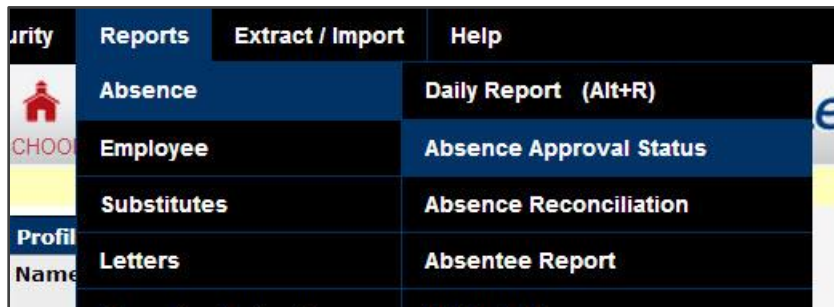 urity Reports Extract / Import Help
Absence Daily Report (Alt+R)
CHOO
Employee Absence Approval Status
Substitutes Absence Reconciliation
Profil
Letters Absentee Report
Name